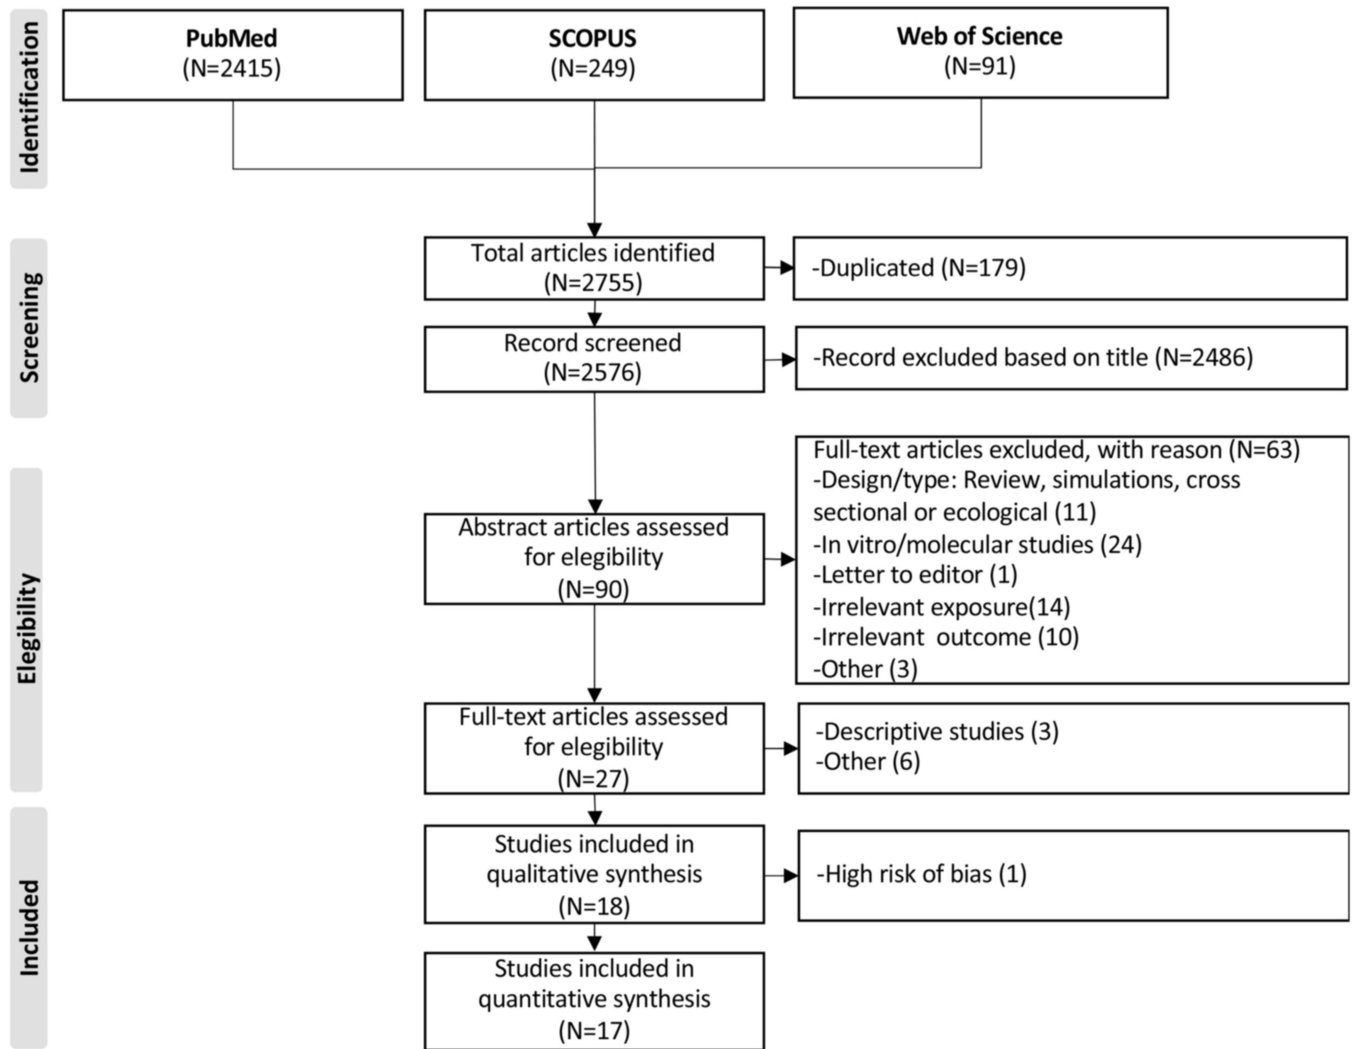 Identification
PubMed
(N=2415)
SCOPUS
(N=249)
Web of Science
(N=91)
Screening
Total articles identified
(N=2755)
-Duplicated (N=179)
Record screened
(N=2576)
-Record excluded based on title (N=2486)
Elegibility
Abstract articles assessed
for elegibility
(N=90)
Full-text articles excluded, with reason (N=63)
-Design/type: Review, simulations, cross
sectional or ecological (11)
-In vitro/molecular studies (24)
-Letter to editor (1)
-Irrelevant exposure(14)
-Irrelevant  outcome (10)
-Other (3)
Full-text articles assessed
for elegibility
(N=27)
-Descriptive studies (3)
-Other (6)
Included
Studies included in
qualitative synthesis
(N=18)
-High risk of bias (1)
Studies included in
quantitative synthesis
(N=17)